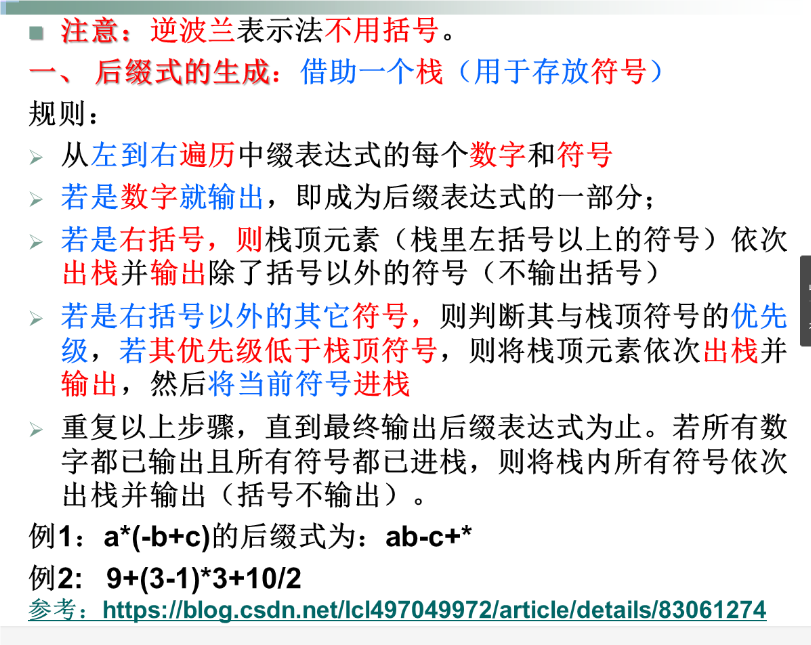 注意：逆波兰表示法不用括号。
一、 后缀式的生成：借助一个栈（用于存放符号）
规则：
从左到右遍历中缀表达式的每个数字和符号
若是数字就输出，即成为后缀表达式的一部分；
若是右括号，则栈顶元素（栈里左括号以上的符号）依次
出栈并输出除了括号以外的符号（不输出括号）
若是右括号以外的其它符号，则判断其与栈顶符号的优先
级，若其优先级低于栈顶符号，则将栈顶元素依次出栈并
输出，然后将当前符号进栈
重复以上步骤，直到最终输出后缀表达式为止。若所有数
字都已输出且所有符号都已进栈，则将栈内所有符号依次
出栈并输出（括号不输出）。
例1：a*(-b+c)的后缀式为：ab-c+*
例2: 9+(3-1)*3+10/2
参考：https://blog.csdn.net/lcl497049972/article/details/83061274